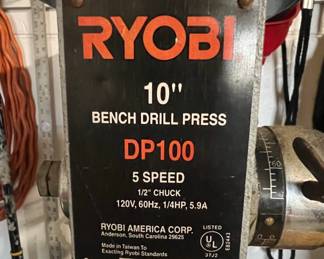 RYOBI
10"
BENCH DRILL PRESS
DP100
5 SPEED
1/2" CHUCK
120V, 60Hz, 1/4HP, 5.9A
RYOBI AMERICA CORP.
Anderson, South Carolina 29625
Made in Taiwan To
Exacting Ryobi Standards
LISTED
UL
37J2